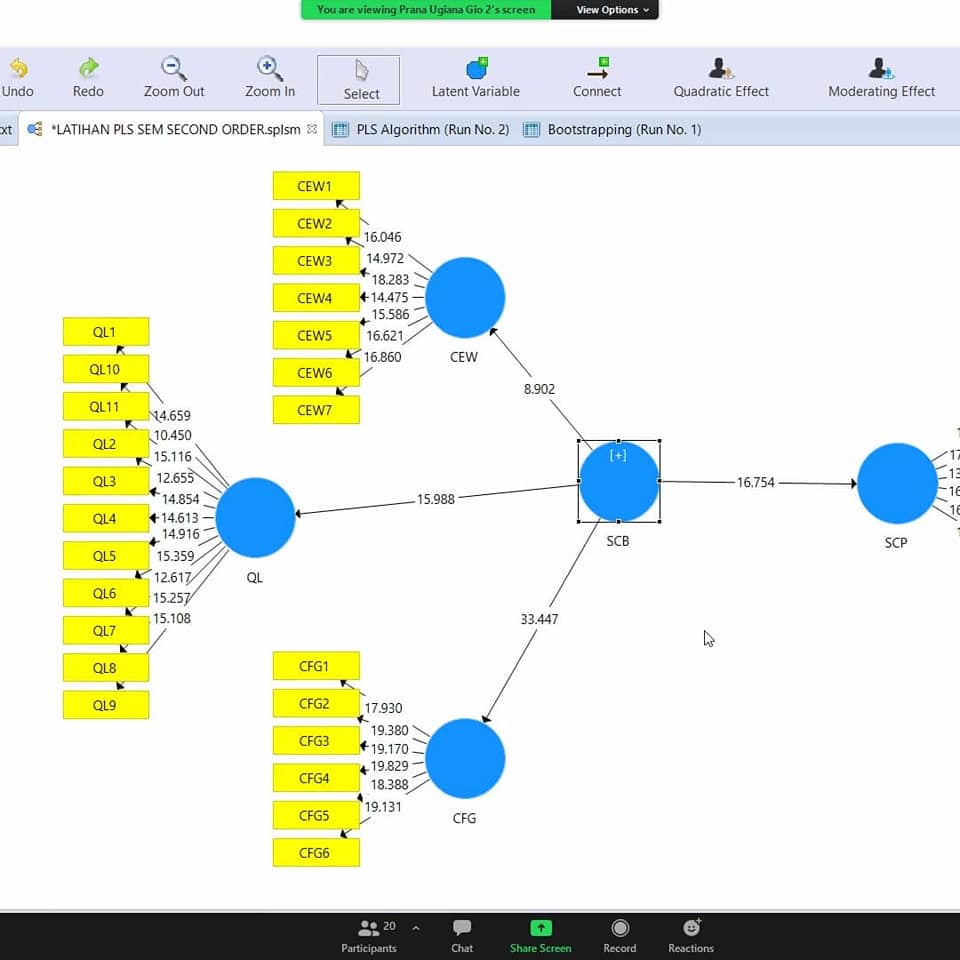 You are viewing Prana Ugiana Gio 2's screen
View Options
Undo
Redo
Zoom Out
Zoom In
Select
Latent Variable
Connect
Quadratic Effect
Moderating Effect
*LATIHAN PLS SEM SECOND ORDER.splsm
PLS Algorithm (Run No. 2)
Bootstrapping (Run No. 1)
CEW1
CEW2
CEW3
CEW4
CEW5
CEW6
CEW7
16.046
14.972
18.283
14.475
15.586
16.621
16.860
CEW
8.902
QL1
QL10
QL11
QL2
QL3
QL4
QL5
QL6
QL7
QL8
QL9
14.659
10.450
15.116
12.655
14.854
14.613
14.916
15.359
12.617
15.257
15.108
QL
15.988
[+]
SCB
16.754
SCP
33.447
CFG1
CFG2
CFG3
CFG4
CFG5
CFG6
17.930
19.380
19.170
19.829
18.388
19.131
CFG
20
Participants
Chat
Share Screen
Record
Reactions